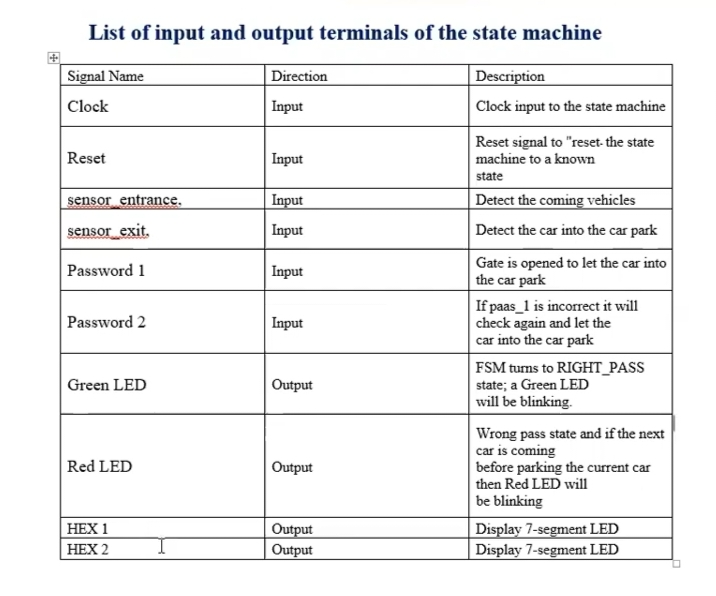 List of input and output terminals of the state machine
Signal Name Direction Description
Clock Input Clock input to the state machine
Reset Input Reset signal to "reset- the state
machine to a known
state
sensor_entrance, Input Detect the coming vehicles
sensor_exit, Input Detect the car into the car park
Password 1 Input Gate is opened to let the car into
the car park
Password 2 Input If paas_1 is incorrect it will
check again and let the
car into the car park
Green LED Output FSM turns to RIGHT_PASS
state; a Green LED
will be blinking.
Red LED Output Wrong pass state and if the next
car is coming
before parking the current car
then Red LED will
be blinking
HEX 1 Output Display 7-segment LED
HEX 2 Output Display 7-segment LED